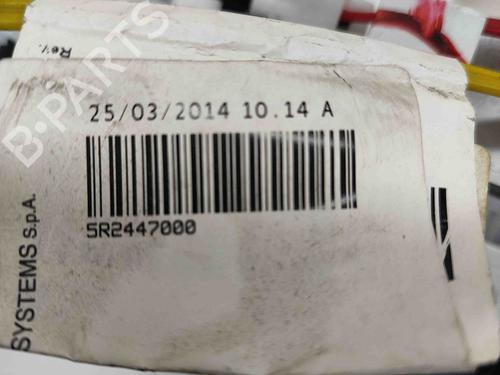 Rev.
B-PARTS
25/03/2014 10.14 A
5R2447000
SYSTEMS s.p.A.